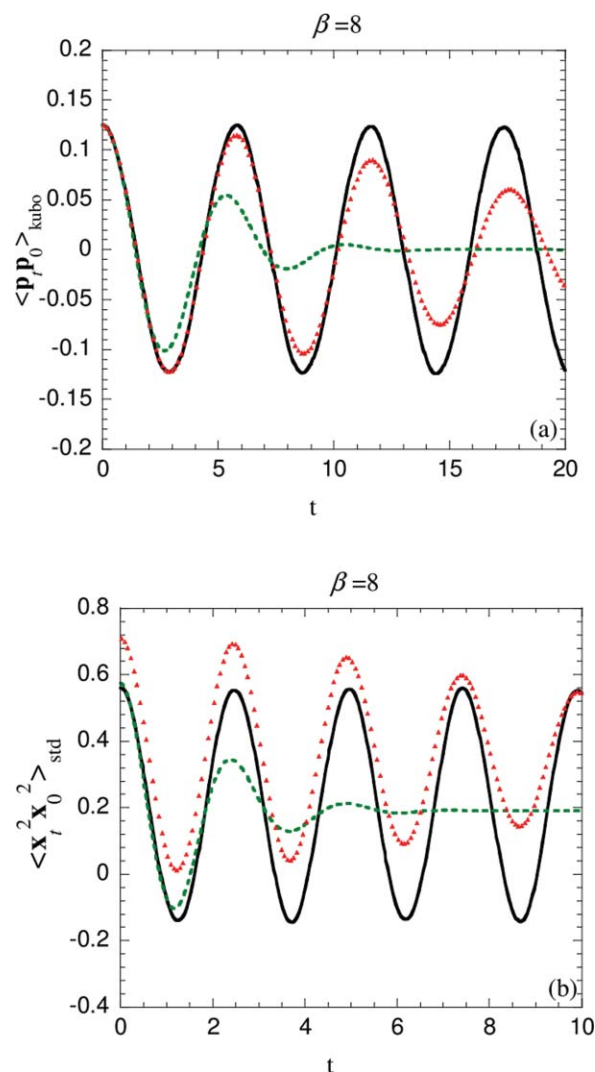 β=8
0.2
0.15
0.1
0.05
0
-0.05
-0.1
-0.15
-0.2
<p_t p_0>_kubo
(a)
0 5 10 15 20
t
β=8
0.8
0.6
0.4
0.2
0
-0.2
-0.4
<x_t^2 x_0^2>_std
(b)
0 2 4 6 8 10
t